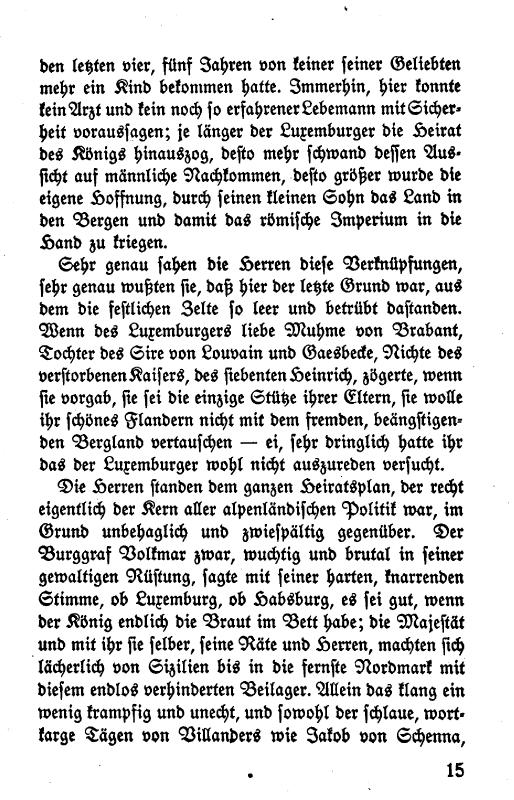 den letzten vier, fünf Jahren von keiner seiner Geliebten
mehr ein Kind bekommen hatte. Immerhin, hier konnte
kein Arzt und kein noch so erfahrener Lebemann mit Sicher-
heit voraussagen; je länger der Luxemburger die Heirat
des Königs hinauszog, desto mehr schwand dessen Aus-
sicht auf männliche Nachkommen, desto größer wurde die
eigene Hoffnung, durch seinen kleinen Sohn das Land in
den Bergen und damit das römische Imperium in die
Hand zu kriegen.
Sehr genau sahen die Herren diese Verknüpfungen,
sehr genau wußten sie, daß hier der letzte Grund war, aus
dem die festlichen Zelte so leer und betrübt dastanden.
Wenn des Luxemburgers liebe Muhme von Brabant,
Tochter des Sire von Louvain und Gaesbecke, Nichte des
verstorbenen Kaisers, des siebenten Heinrich, zögerte, wenn
sie vorgab, sie sei die einzige Stütze ihrer Eltern, sie wolle
ihr schönes Flandern nicht mit dem fremden, beängstigen-
den Bergland vertauschen — ei, sehr dringlich hatte ihr
das der Luxemburger wohl nicht auszureden versucht.
Die Herren standen dem ganzen Heiratsplan, der recht
eigentlich der Kern aller alpenländischen Politik war, im
Grund unbehaglich und zwiespältig gegenüber. Der
Burggraf Volkmar zwar, wuchtig und brutal in seiner
gewaltigen Rüstung, sagte mit seiner harten, knarrenden
Stimme, ob Luxemburg, ob Habsburg, es sei gut, wenn
der König endlich die Braut im Bett habe; die Majestät
und mit ihr sie selber, seine Räte und Herren, machten sich
lächerlich von Sizilien bis in die fernste Nordmark mit
diesem endlos verhinderten Beilager. Allein das klang ein
wenig krampfig und unecht, und sowohl der schlaue, wort-
karge Tägen von Villanders wie Jakob von Schenna,
15